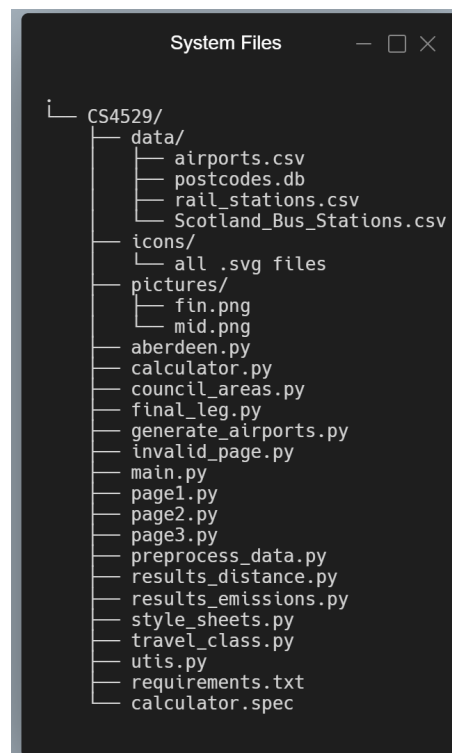 System Files
.
└── CS4529/
    ├── data/
    │   ├── airports.csv
    │   ├── postcodes.db
    │   ├── rail_stations.csv
    │   └── Scotland_Bus_Stations.csv
    ├── icons/
    │   └── all .svg files
    ├── pictures/
    │   ├── fin.png
    │   └── mid.png
    ├── aberdeen.py
    ├── calculator.py
    ├── council_areas.py
    ├── final_leg.py
    ├── generate_airports.py
    ├── invalid_page.py
    ├── main.py
    ├── page1.py
    ├── page2.py
    ├── page3.py
    ├── preprocess_data.py
    ├── results_distance.py
    ├── results_emissions.py
    ├── style_sheets.py
    ├── travel_class.py
    ├── utis.py
    ├── requirements.txt
    └── calculator.spec